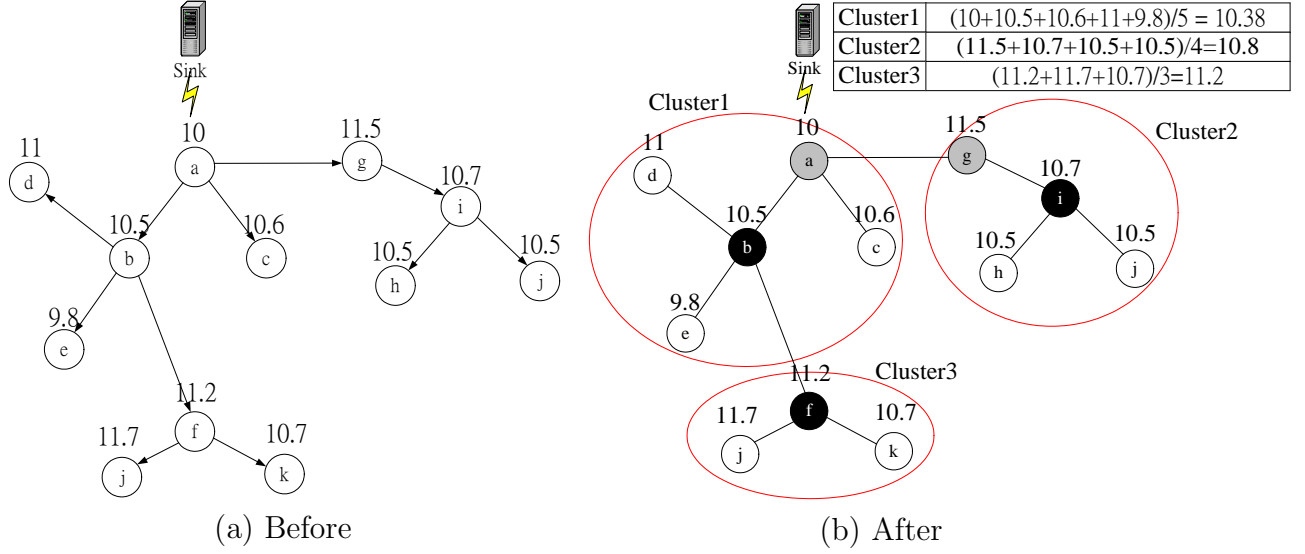 Sink
10
11.5
11
d
a
g
10.7
i
10.5
b
10.6
c
10.5
h
10.5
j
9.8
e
11.2
f
11.7
j
10.7
k
(a) Before
Cluster1 (10+10.5+10.6+11+9.8)/5 = 10.38
Cluster2 (11.5+10.7+10.5+10.5)/4=10.8
Cluster3 (11.2+11.7+10.7)/3=11.2
Sink
Cluster1
Cluster2
10
11.5
11
d
a
g
10.7
i
10.5
b
10.6
c
10.5
h
10.5
j
9.8
e
Cluster3
11.2
f
11.7
j
10.7
k
(b) After